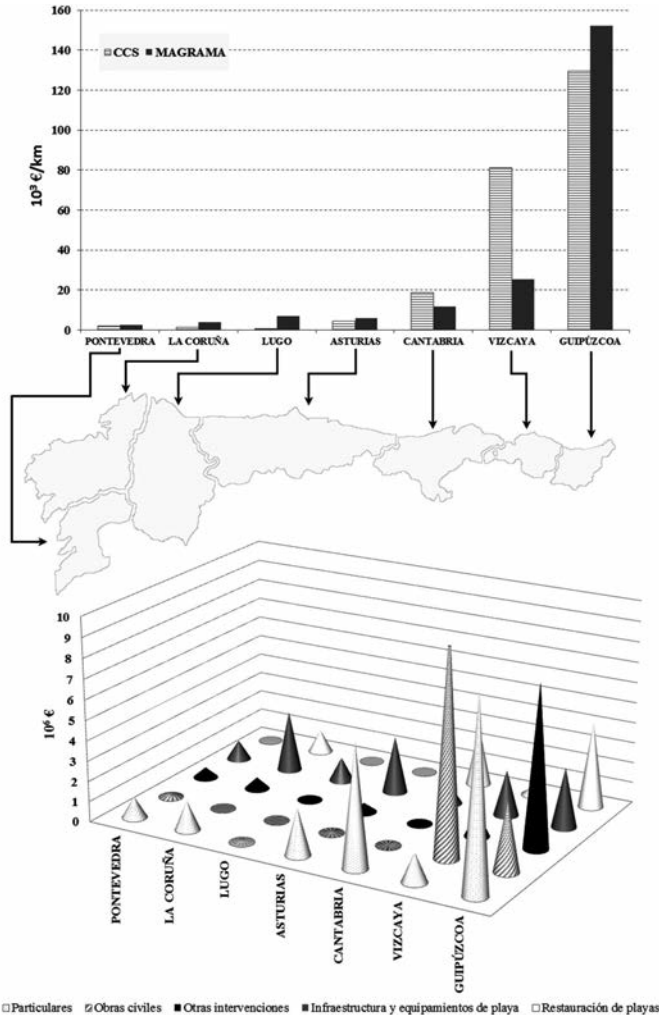 160
CCS MAGRAMA
140
120
100
80
60
40
20
0
10³ €/km
PONTEVEDRA LA CORUÑA LUGO ASTURIAS CANTABRIA VIZCAYA GUIPÚZCOA
10
9
8
7
6
5
4
3
2
1
0
10⁶ €
PONTEVEDRA
LA CORUÑA
LUGO
ASTURIAS
CANTABRIA
VIZCAYA
GUIPÚZCOA
Particulares Obras civiles Otras intervenciones Infraestructura y equipamientos de playa Restauración de playas